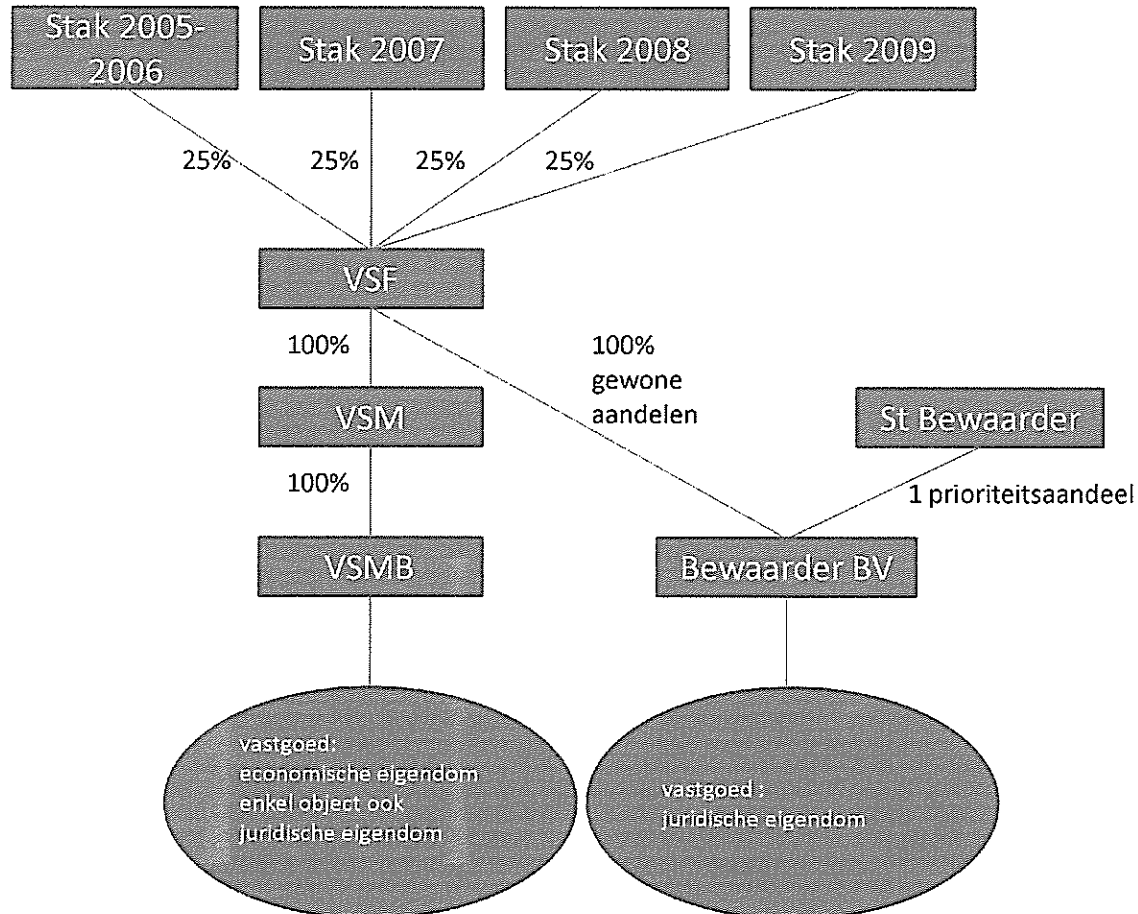 Stak 2005-
2006
Stak 2007
Stak 2008
Stak 2009
25%
25%
25%
25%
VSF
100%
100%
gewone
aandelen
VSM
St Bewaarder
100%
1 prioriteitsaandeel
VSMB
Bewaarder BV
vastgoed:
economische eigendom
enkel object ook
juridische eigendom
vastgoed :
juridische eigendom